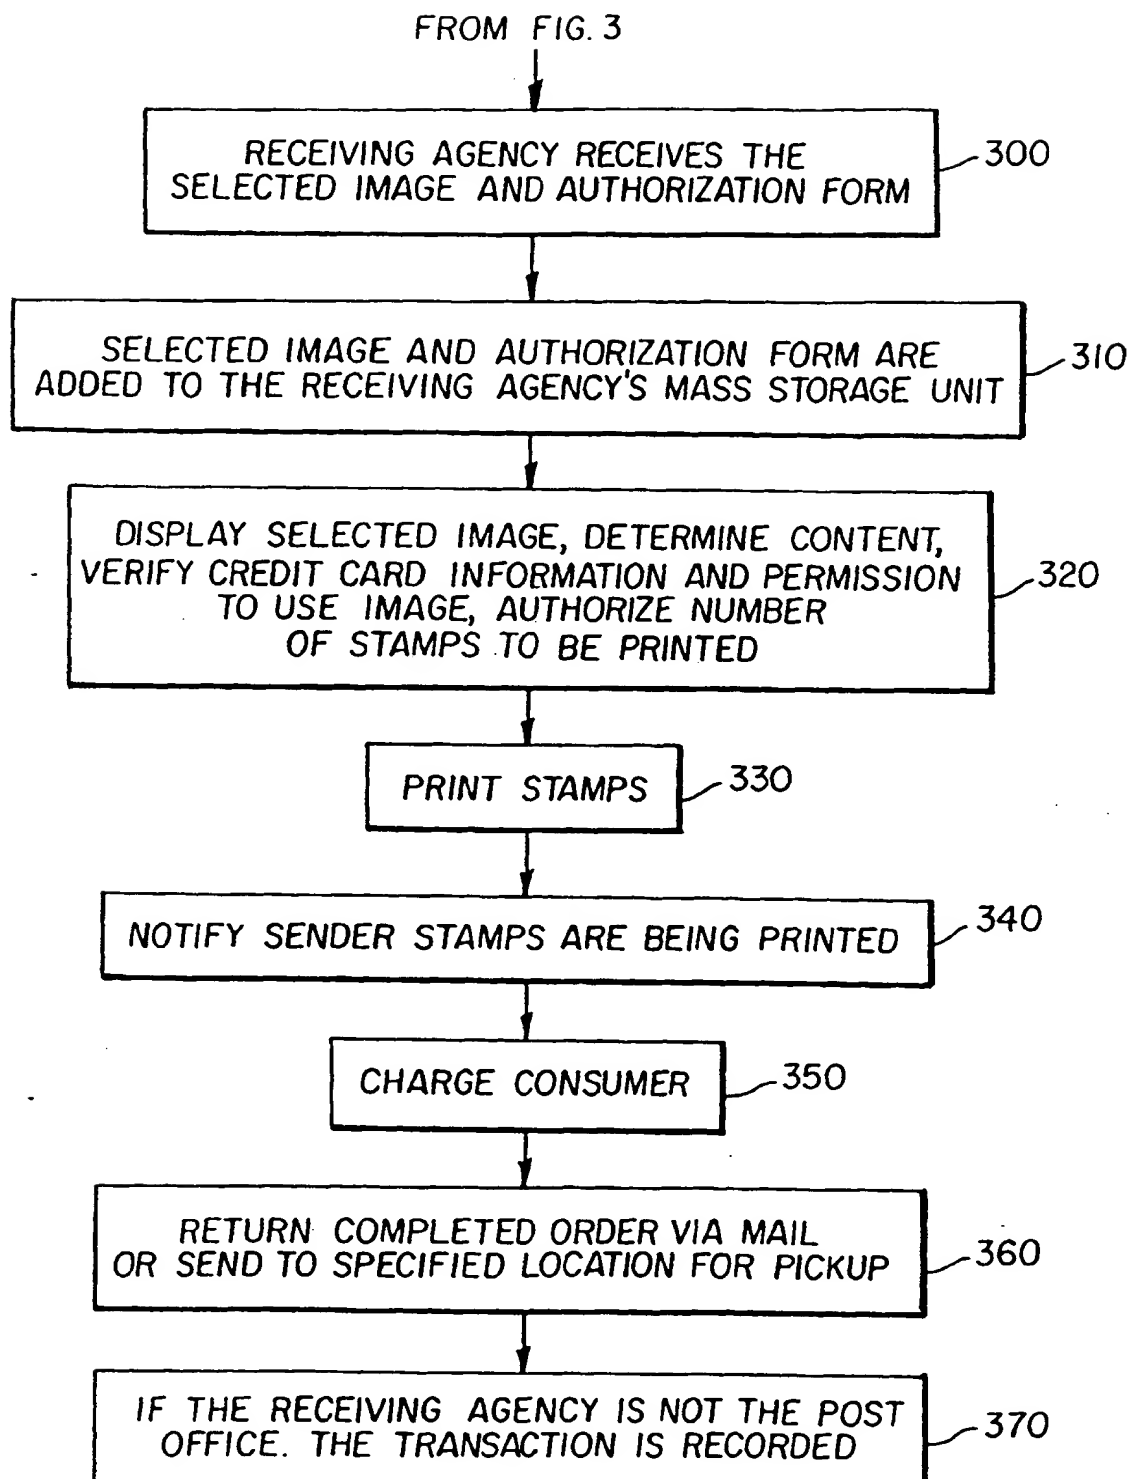 FROM FIG. 3
RECEIVING AGENCY RECEIVES THE
SELECTED IMAGE AND AUTHORIZATION FORM
300
SELECTED IMAGE AND AUTHORIZATION FORM ARE
ADDED TO THE RECEIVING AGENCY'S MASS STORAGE UNIT
310
DISPLAY SELECTED IMAGE, DETERMINE CONTENT,
VERIFY CREDIT CARD INFORMATION AND PERMISSION
TO USE IMAGE, AUTHORIZE NUMBER
OF STAMPS TO BE PRINTED
320
PRINT STAMPS
330
NOTIFY SENDER STAMPS ARE BEING PRINTED
340
CHARGE CONSUMER
350
RETURN COMPLETED ORDER VIA MAIL
OR SEND TO SPECIFIED LOCATION FOR PICKUP
360
IF THE RECEIVING AGENCY IS NOT THE POST
OFFICE. THE TRANSACTION IS RECORDED
370